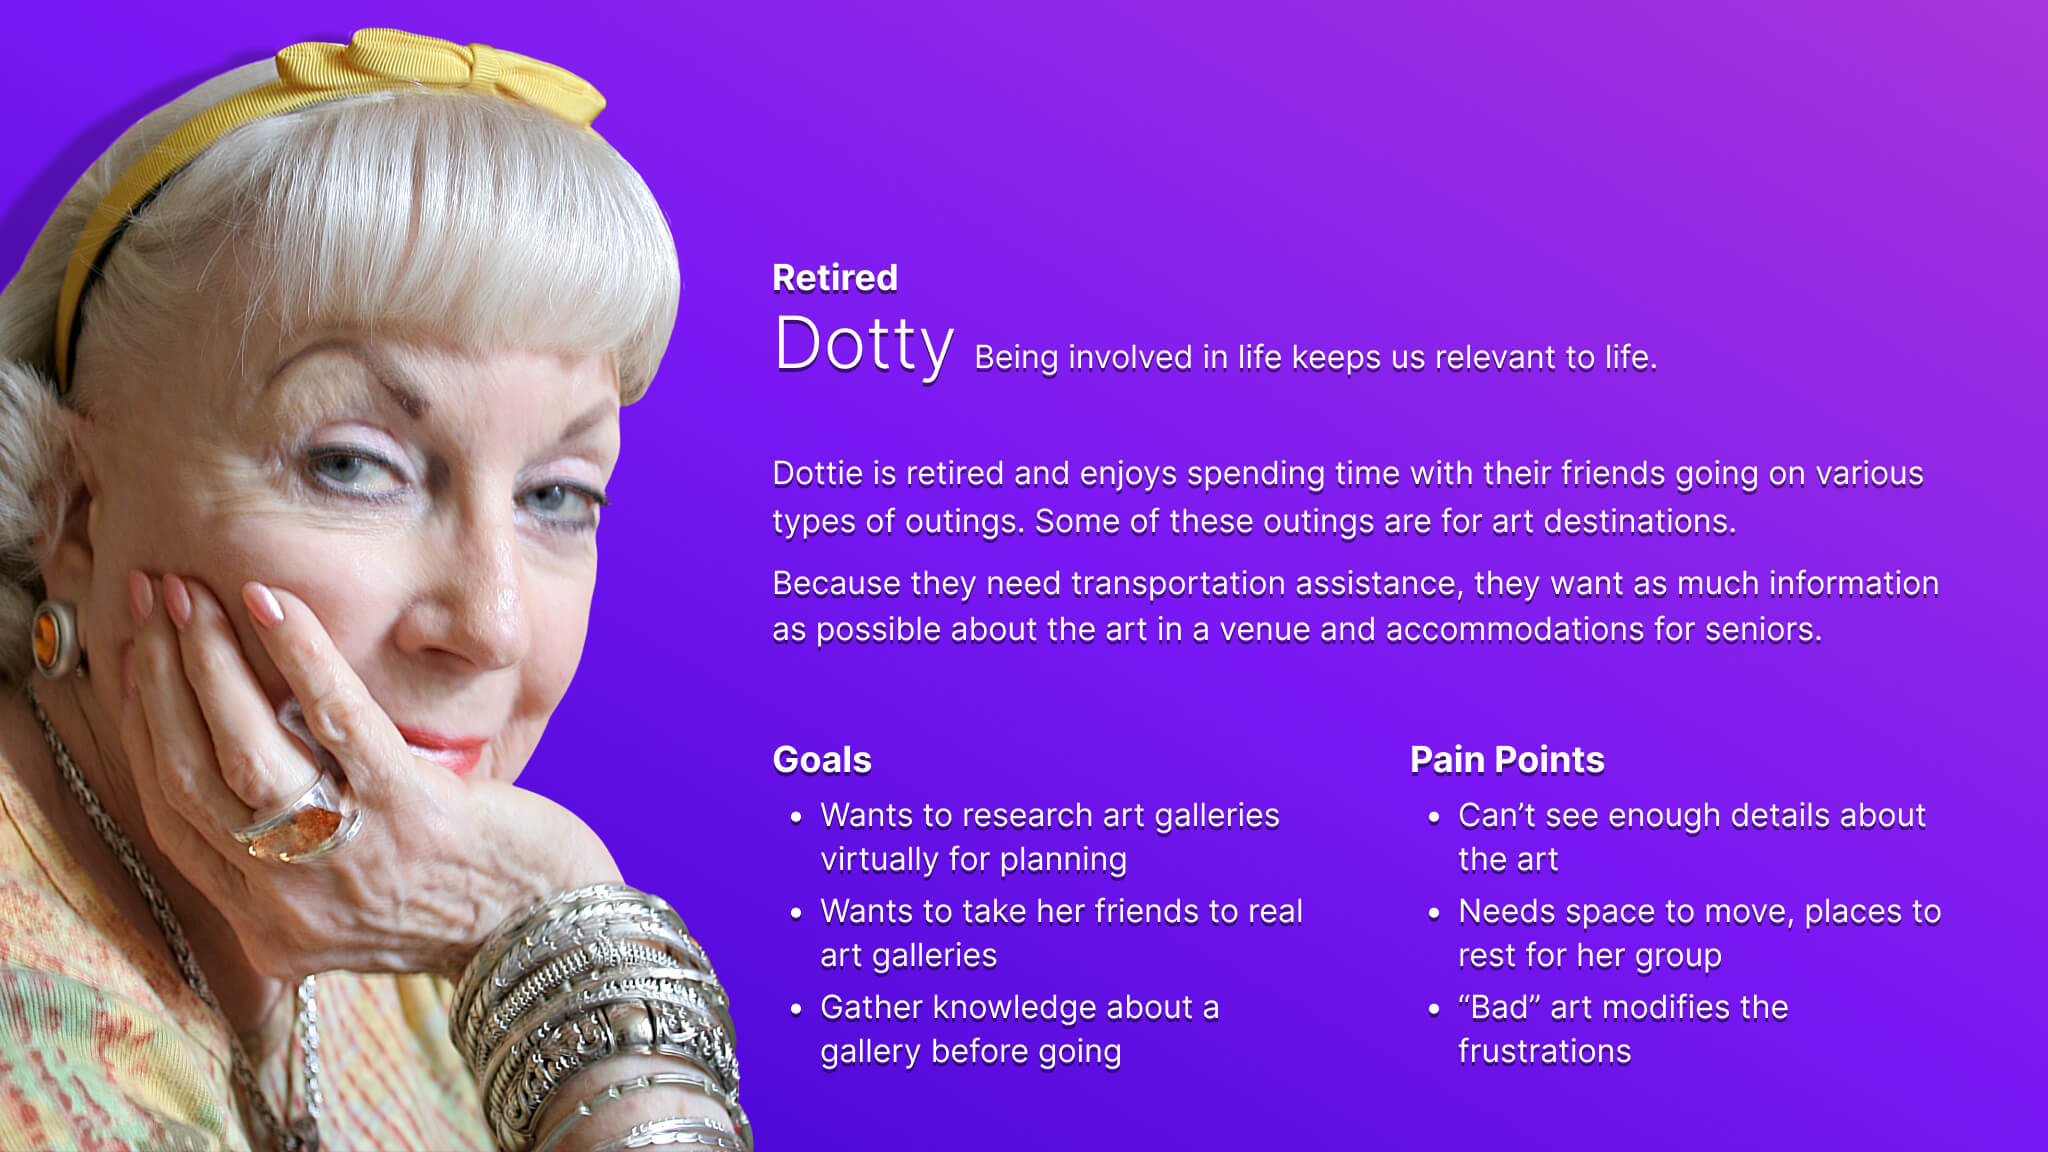 Retired
Dotty Being involved in life keeps us relevant to life.
Dottie is retired and enjoys spending time with their friends going on various
types of outings. Some of these outings are for art destinations.
Because they need transportation assistance, they want as much information
as possible about the art in a venue and accommodations for seniors.
Goals
• Wants to research art galleries
virtually for planning
• Wants to take her friends to real
art galleries
• Gather knowledge about a
gallery before going
Pain Points
• Can’t see enough details about
the art
• Needs space to move, places to
rest for her group
• “Bad” art modifies the
frustrations